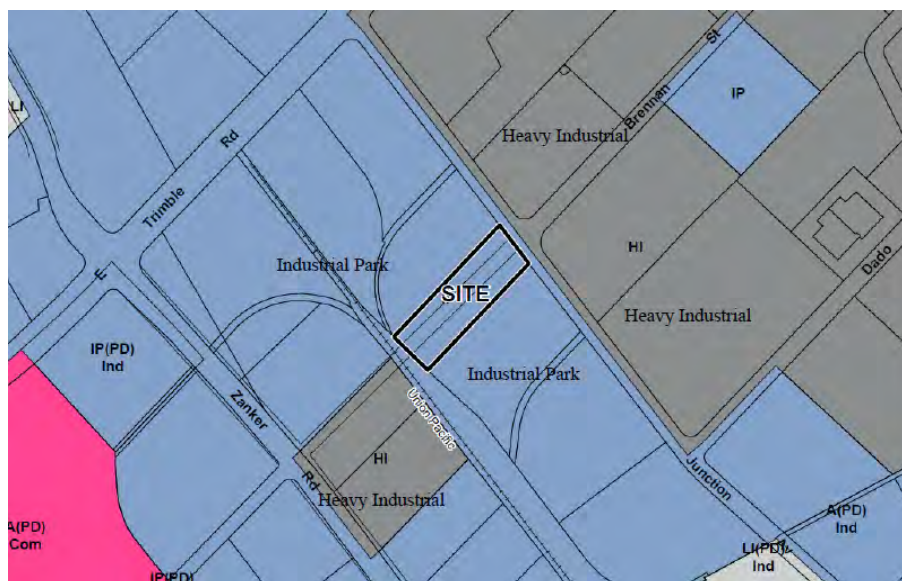 LI
St
Brennan
IP
Heavy Industrial
Rd
Trimble
E
HI
Dado
Industrial Park
SITE
Heavy Industrial
IP(PD)
Ind
Industrial Park
Zanker
Rd
Union Pacific
HI
Heavy Industrial
Junction
A(PD)
Ind
A(PD)
Com
LI(PD)
Ind
IP(PD)